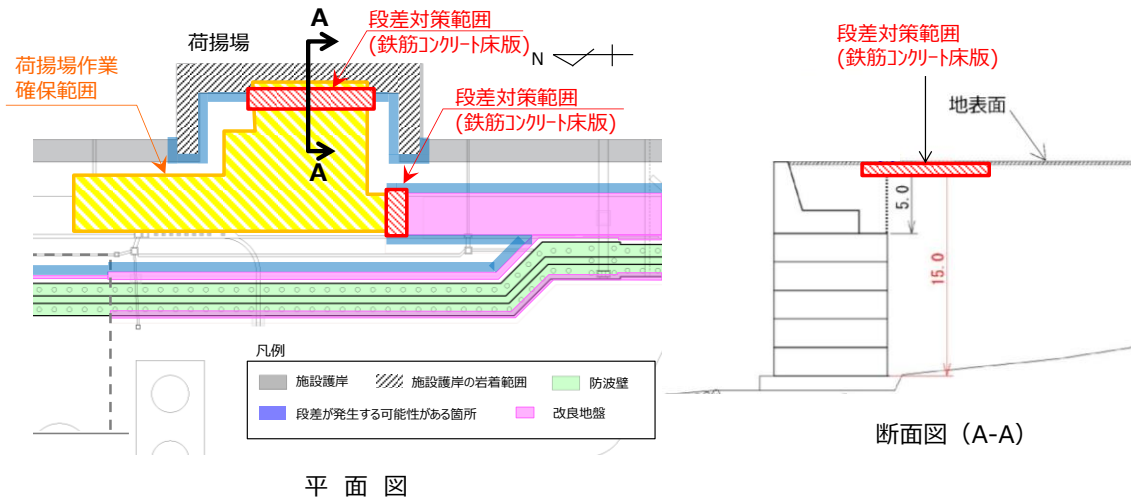 荷揚場
A
段差対策範囲
(鉄筋コンクリート床版)
N
荷揚場作業
確保範囲
段差対策範囲
(鉄筋コンクリート床版)
A
凡例
施設護岸
施設護岸の岩着範囲
防波壁
段差が発生する可能性がある箇所
改良地盤
平面図
段差対策範囲
(鉄筋コンクリート床版)
地表面
5.0
15.0
断面図（A-A）